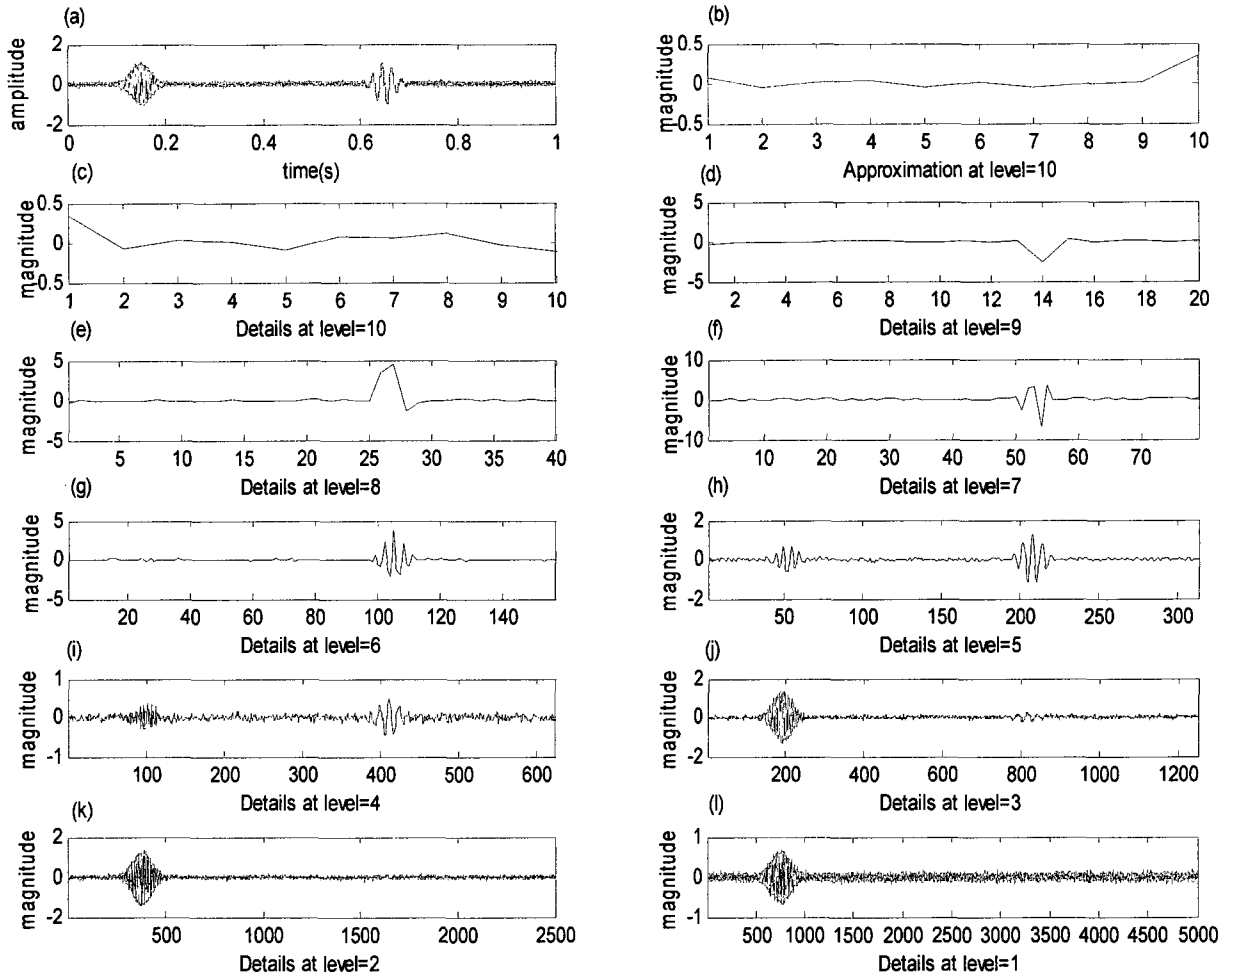 (a)
2
0
-2
amplitude
0 0.2 0.4 0.6 0.8 1
time(s)
(b)
0.5
0
-0.5
magnitude
1 2 3 4 5 6 7 8 9 10
Approximation at level=10
(c)
0.5
0
-0.5
magnitude
1 2 3 4 5 6 7 8 9 10
Details at level=10
(d)
5
0
-5
magnitude
2 4 6 8 10 12 14 16 18 20
Details at level=9
(e)
5
0
-5
magnitude
5 10 15 20 25 30 35 40
Details at level=8
(f)
10
0
-10
magnitude
10 20 30 40 50 60 70
Details at level=7
(g)
5
0
-5
magnitude
20 40 60 80 100 120 140
Details at level=6
(h)
2
0
-2
magnitude
50 100 150 200 250 300
Details at level=5
(i)
1
0
-1
magnitude
100 200 300 400 500 600
Details at level=4
(j)
2
0
-2
magnitude
200 400 600 800 1000 1200
Details at level=3
(k)
2
0
-2
magnitude
500 1000 1500 2000 2500
Details at level=2
(l)
1
0
-1
magnitude
500 1000 1500 2000 2500 3000 3500 4000 4500 5000
Details at level=1